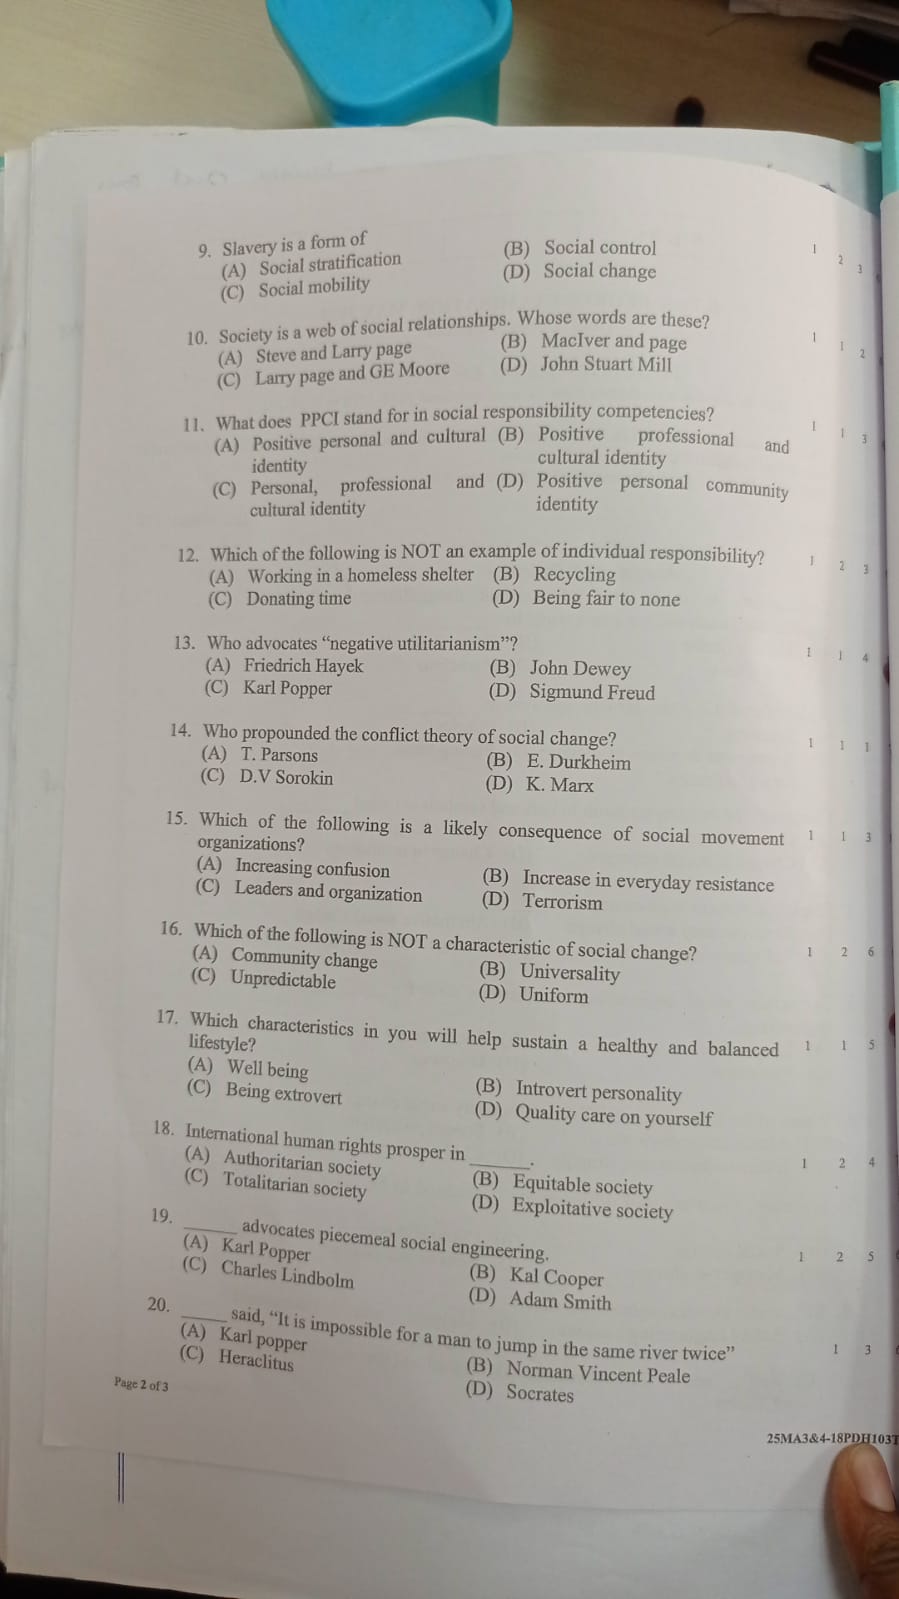 9. Slavery is a form of
(A) Social stratification (B) Social control 1 2 3
(C) Social mobility (D) Social change
10. Society is a web of social relationships. Whose words are these? 1 1 2
(A) Steve and Larry page (B) MacIver and page
(C) Larry page and GE Moore (D) John Stuart Mill
11. What does PPCI stand for in social responsibility competencies? 1 1 3
(A) Positive personal and cultural (B) Positive professional and
identity cultural identity
(C) Personal, professional and (D) Positive personal community
cultural identity identity
12. Which of the following is NOT an example of individual responsibility? 1 2 3
(A) Working in a homeless shelter (B) Recycling
(C) Donating time (D) Being fair to none
13. Who advocates “negative utilitarianism”? 1 1 4
(A) Friedrich Hayek (B) John Dewey
(C) Karl Popper (D) Sigmund Freud
14. Who propounded the conflict theory of social change? 1 1 1
(A) T. Parsons (B) E. Durkheim
(C) D.V Sorokin (D) K. Marx
15. Which of the following is a likely consequence of social movement 1 1 3
organizations?
(A) Increasing confusion (B) Increase in everyday resistance
(C) Leaders and organization (D) Terrorism
16. Which of the following is NOT a characteristic of social change? 1 2 6
(A) Community change (B) Universality
(C) Unpredictable (D) Uniform
17. Which characteristics in you will help sustain a healthy and balanced 1 1 5
lifestyle?
(A) Well being (B) Introvert personality
(C) Being extrovert (D) Quality care on yourself
18. International human rights prosper in ______. 1 2 4
(A) Authoritarian society (B) Equitable society
(C) Totalitarian society (D) Exploitative society
19. ______ advocates piecemeal social engineering. 1 2 5
(A) Karl Popper (B) Kal Cooper
(C) Charles Lindbolm (D) Adam Smith
20. _____ said, “It is impossible for a man to jump in the same river twice” 1 3
(A) Karl popper (B) Norman Vincent Peale
(C) Heraclitus (D) Socrates
Page 2 of 3
25MA3&4-18PDH103T